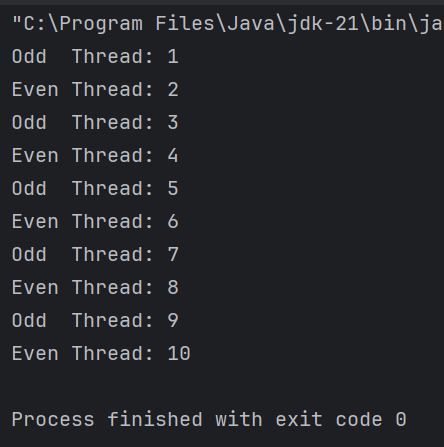 "C:\Program Files\Java\jdk-21\bin\ja
Odd  Thread: 1
Even Thread: 2
Odd  Thread: 3
Even Thread: 4
Odd  Thread: 5
Even Thread: 6
Odd  Thread: 7
Even Thread: 8
Odd  Thread: 9
Even Thread: 10
Process finished with exit code 0